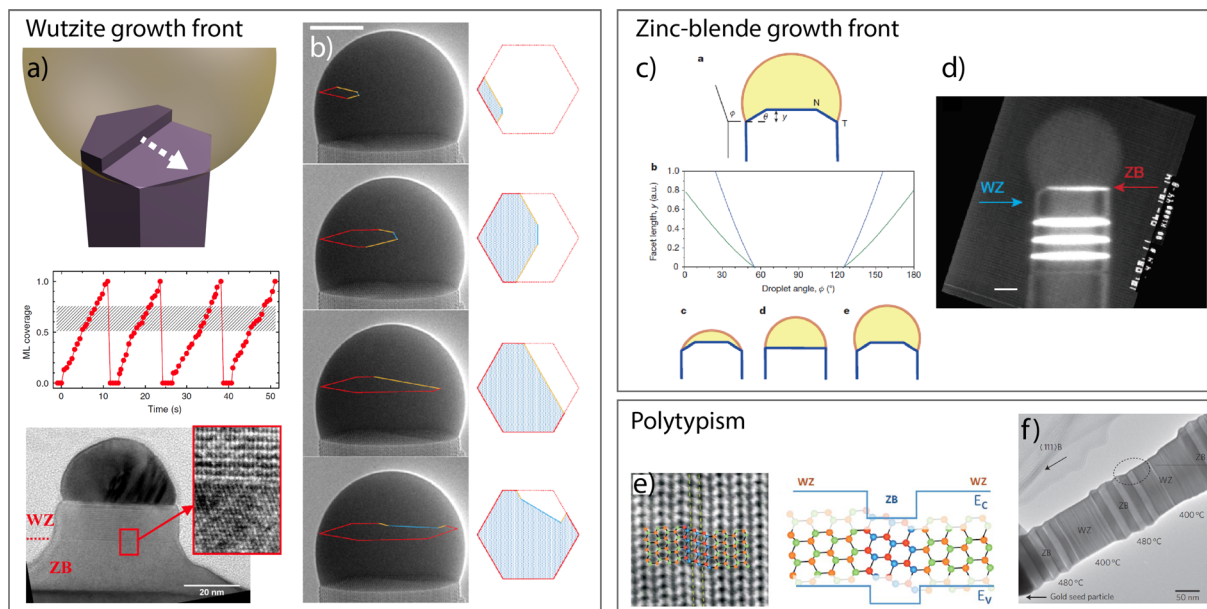 Wutzite growth front
a)
ML coverage
1.0
0.5
0.0
0 10 20 30 40 50
Time (s)
WZ
ZB
20 nm
b)
Zinc-blende growth front
c)
a
φ
θ
y
N
T
b
Facet length, y (a.u.)
1.0
0.8
0.6
0.4
0.2
0
0 30 60 90 120 150 180
Droplet angle, φ (°)
c d e
d)
WZ
ZB
Polytypism
e)
WZ ZB WZ
E_C
E_V
f)
(111)B
ZB
WZ
ZB
400 °C
ZB
480 °C
WZ
400 °C
ZB
480 °C
Gold seed particle
50 nm